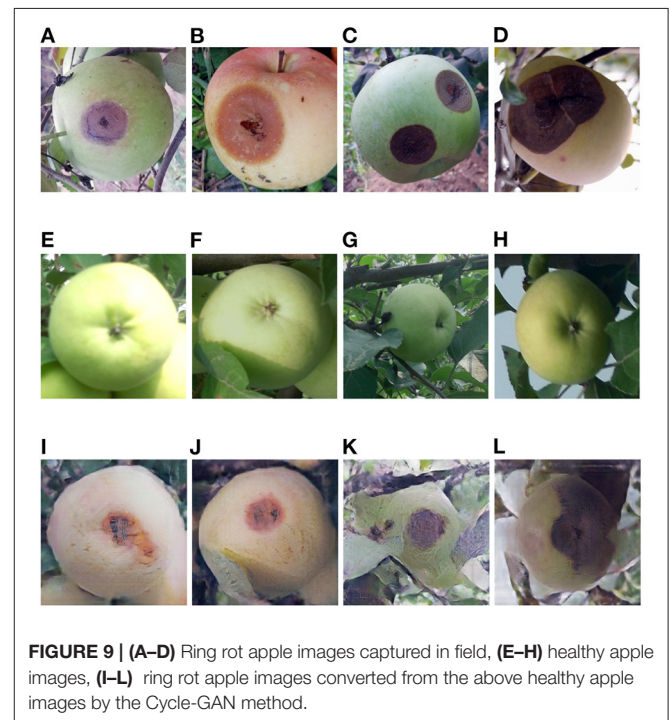 A B C D
E F G H
I J K L
FIGURE 9 | (A–D) Ring rot apple images captured in field, (E–H) healthy apple
images, (I–L) ring rot apple images converted from the above healthy apple
images by the Cycle-GAN method.